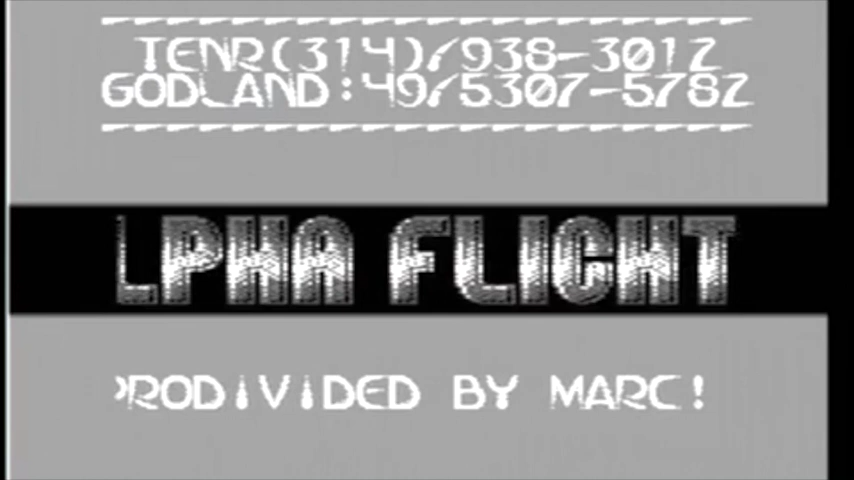 TENR(314)/938-3012
GODLAND:49/5307-5782
LPHA FLIGHT
PRODIVIDED BY MARC!